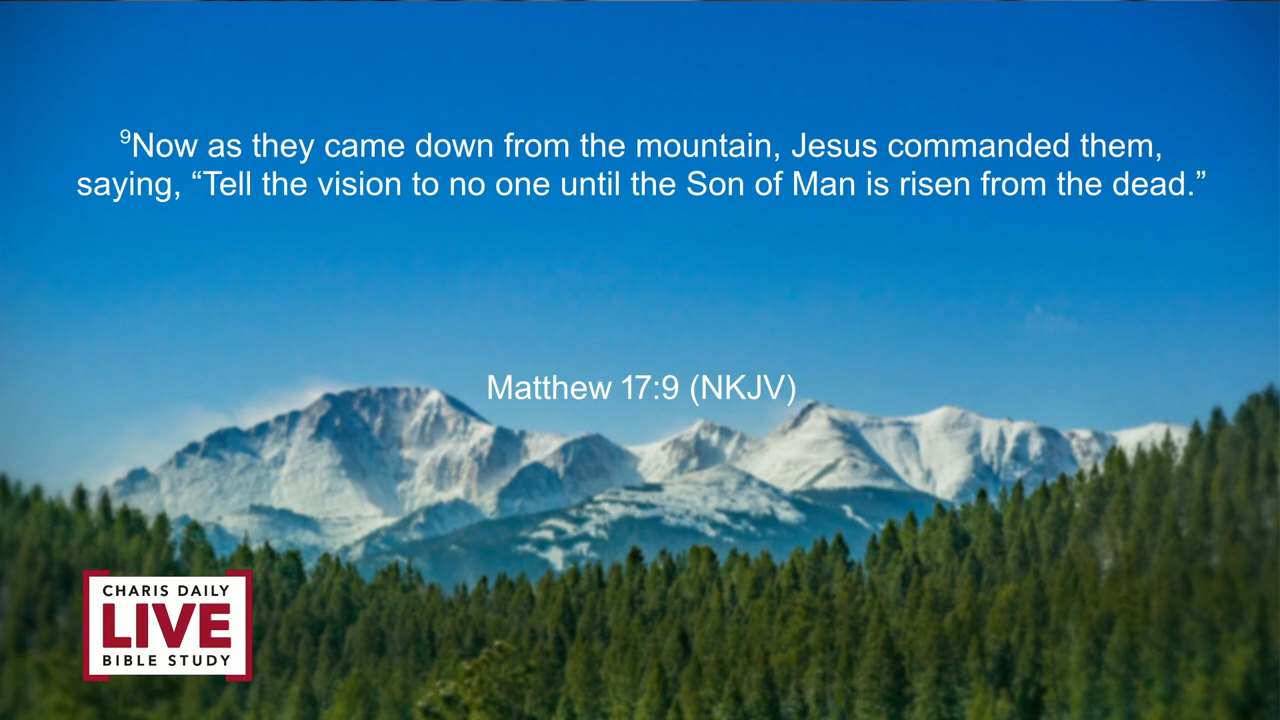 ⁹Now as they came down from the mountain, Jesus commanded them,
saying, “Tell the vision to no one until the Son of Man is risen from the dead.”
Matthew 17:9 (NKJV)
CHARIS DAILY
LIVE
BIBLE STUDY